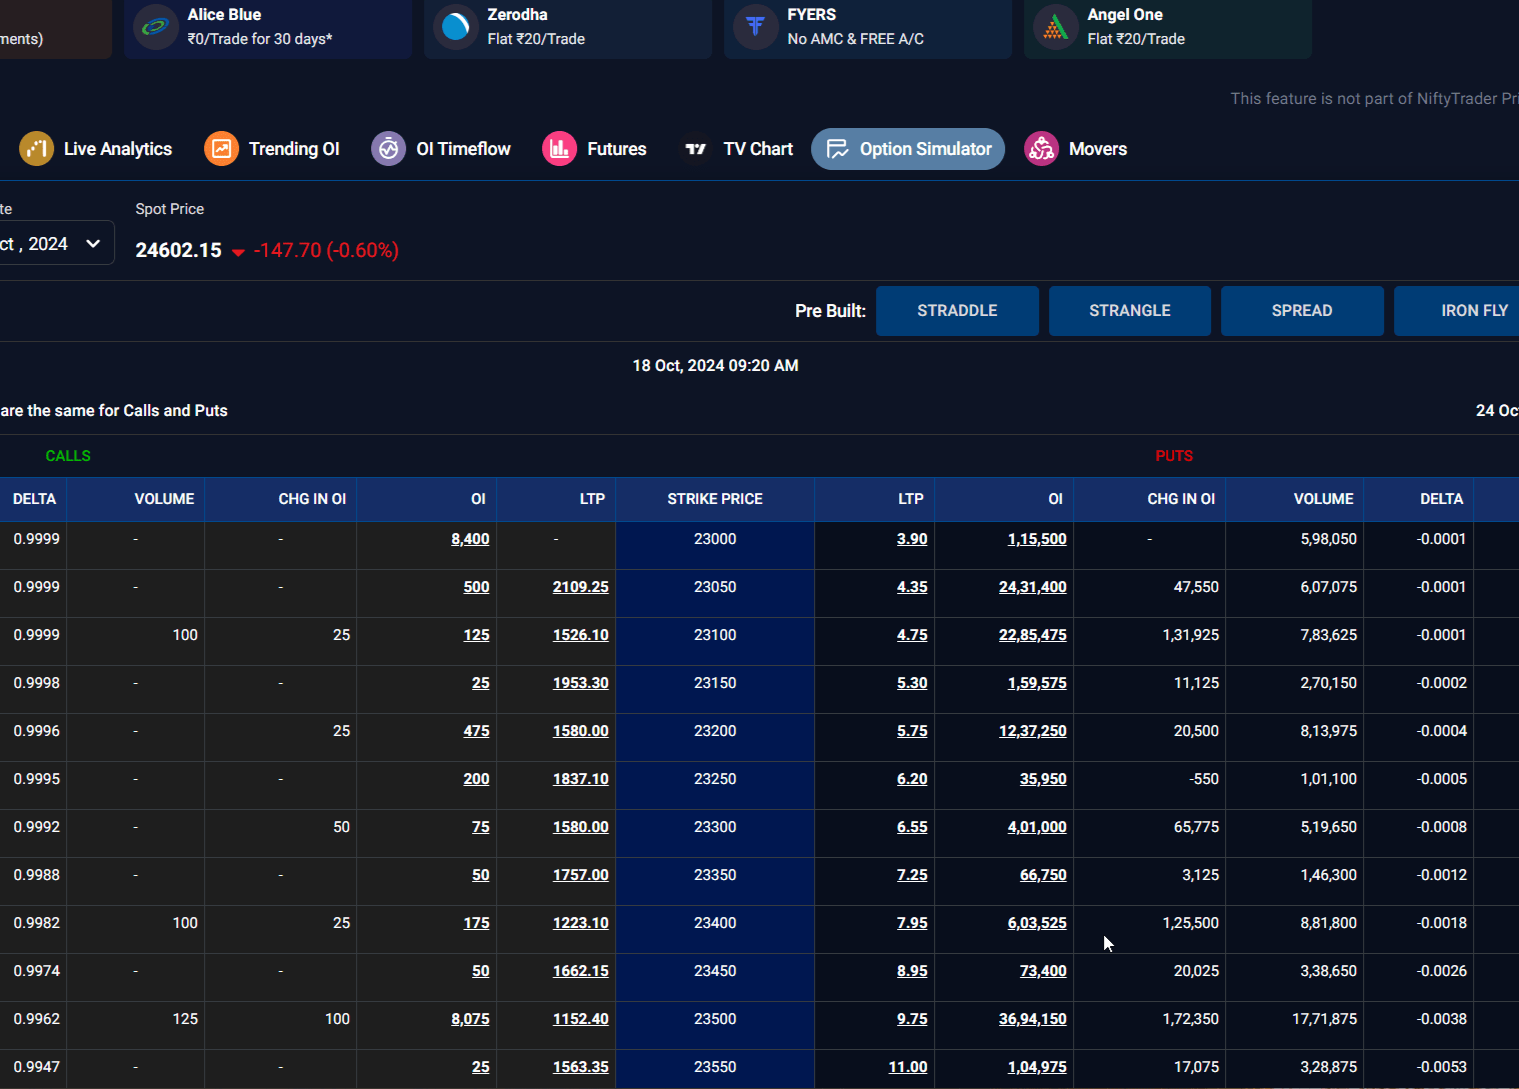 ments)
Alice Blue
₹0/Trade for 30 days*
Zerodha
Flat ₹20/Trade
FYERS
No AMC & FREE A/C
Angel One
Flat ₹20/Trade
This feature is not part of NiftyTrader Pri
Live Analytics Trending OI OI Timeflow Futures TV Chart Option Simulator Movers
te Spot Price
ct , 2024 24602.15 -147.70 (-0.60%)
Pre Built: STRADDLE STRANGLE SPREAD IRON FLY
18 Oct, 2024 09:20 AM
are the same for Calls and Puts 24 Oc
CALLS PUTS
DELTA VOLUME CHG IN OI OI LTP STRIKE PRICE LTP OI CHG IN OI VOLUME DELTA
0.9999 - - 8,400 - 23000 3.90 1,15,500 - 5,98,050 -0.0001
0.9999 - - 500 2109.25 23050 4.35 24,31,400 47,550 6,07,075 -0.0001
0.9999 100 25 125 1526.10 23100 4.75 22,85,475 1,31,925 7,83,625 -0.0001
0.9998 - - 25 1953.30 23150 5.30 1,59,575 11,125 2,70,150 -0.0002
0.9996 - 25 475 1580.00 23200 5.75 12,37,250 20,500 8,13,975 -0.0004
0.9995 - - 200 1837.10 23250 6.20 35,950 -550 1,01,100 -0.0005
0.9992 - 50 75 1580.00 23300 6.55 4,01,000 65,775 5,19,650 -0.0008
0.9988 - - 50 1757.00 23350 7.25 66,750 3,125 1,46,300 -0.0012
0.9982 100 25 175 1223.10 23400 7.95 6,03,525 1,25,500 8,81,800 -0.0018
0.9974 - - 50 1662.15 23450 8.95 73,400 20,025 3,38,650 -0.0026
0.9962 125 100 8,075 1152.40 23500 9.75 36,94,150 1,72,350 17,71,875 -0.0038
0.9947 - - 25 1563.35 23550 11.00 1,04,975 17,075 3,28,875 -0.0053